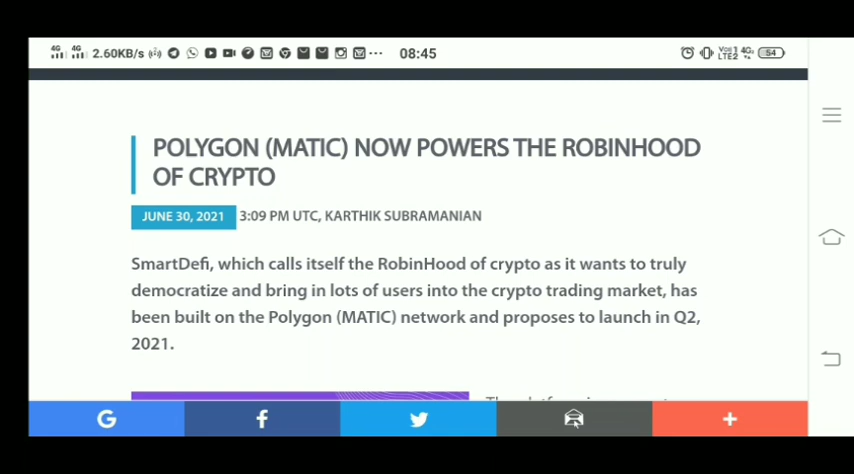 4G 4G 2.60KB/s 08:45 4G 54
POLYGON (MATIC) NOW POWERS THE ROBINHOOD
OF CRYPTO
JUNE 30, 2021 3:09 PM UTC, KARTHIK SUBRAMANIAN
SmartDefi, which calls itself the RobinHood of crypto as it wants to truly
democratize and bring in lots of users into the crypto trading market, has
been built on the Polygon (MATIC) network and proposes to launch in Q2,
2021.
G f +